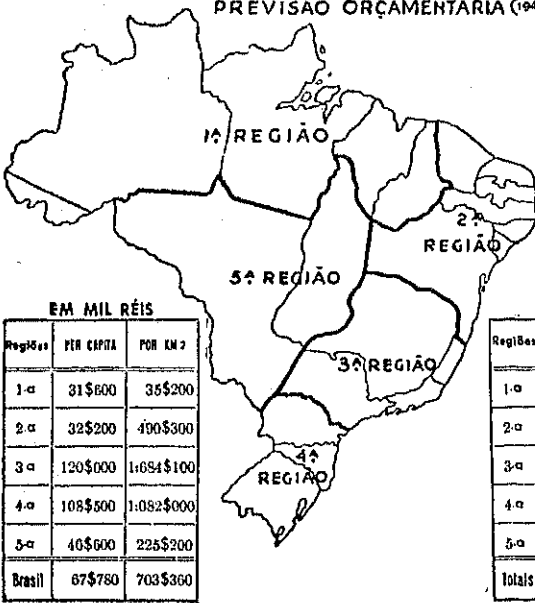 PREVISÃO ORÇAMENTARIA (194
1ª REGIÃO
2ª
REGIÃO
5ª REGIÃO
3ª REGIÃO
4ª
REGIÃO
EM MIL RÉIS
Regiões PER CAPITA POR KM2
1.a 31$600 35$200
2.a 32$200 490$300
3a 120$000 1:684$100
4.a 108$500 1:082$000
5-a 46$600 225$200
Brasil 67$780 703$360
Regiões
1.a
2.a
3.a
4.a
5.a
Totais